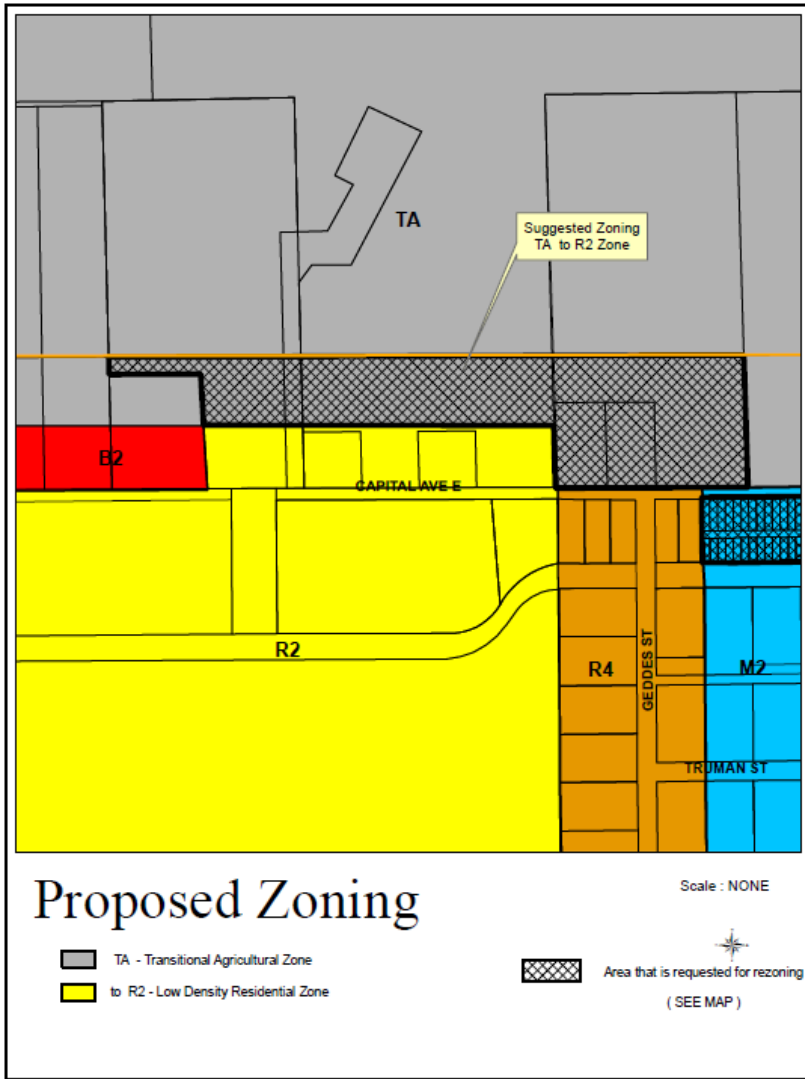 TA
Suggested Zoning
TA to R2 Zone
B2
CAPITAL AVE E
R2
R4
GEDDES ST
M2
TRUMAN ST
Proposed Zoning
Scale : NONE
TA - Transitional Agricultural Zone
to R2 - Low Density Residential Zone
Area that is requested for rezoning
( SEE MAP )